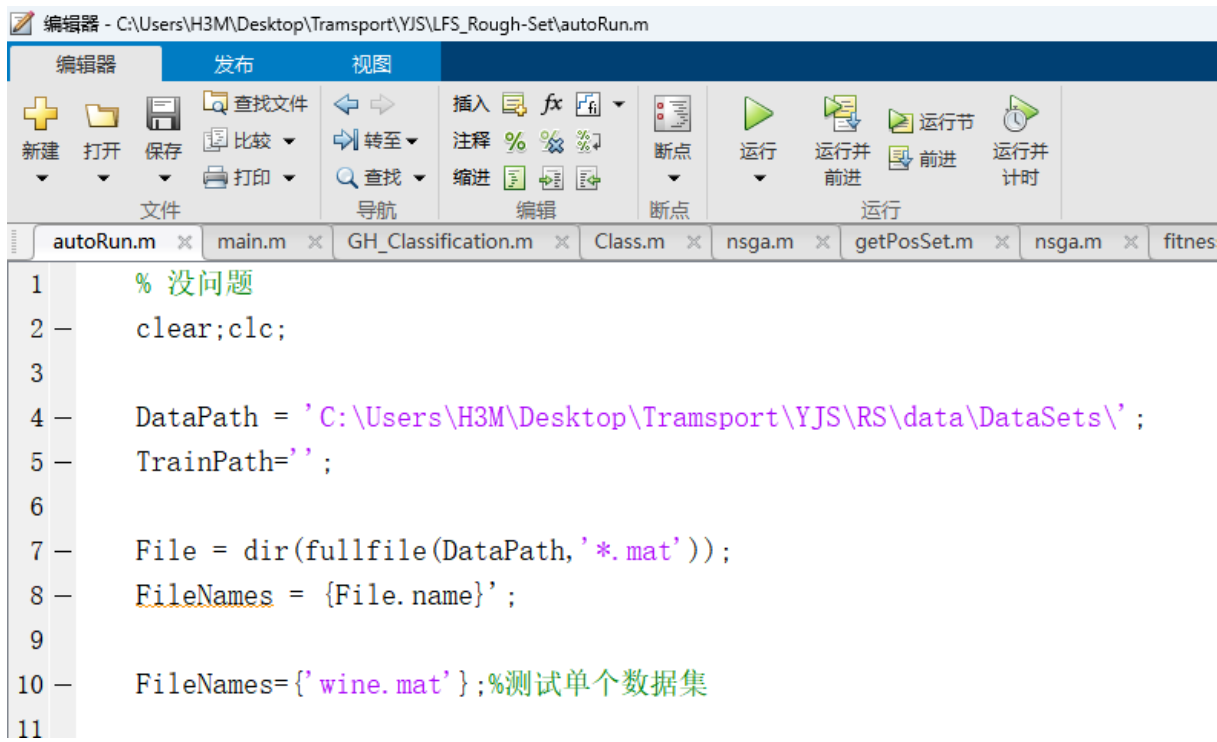 编辑器 - C:\Users\H3M\Desktop\Tramsport\YJS\LFS_Rough-Set\autoRun.m
编辑器 发布 视图
新建 打开 保存 查找文件 比较 打印 文件
转至 查找 导航
插入 fx 注释 缩进 编辑
断点 断点
运行 运行并前进 运行节 前进 运行并计时 运行
autoRun.m main.m GH_Classification.m Class.m nsga.m getPosSet.m nsga.m fitnes
1 % 没问题
2 clear;clc;
3
4 DataPath = 'C:\Users\H3M\Desktop\Tramsport\YJS\RS\data\DataSets\';
5 TrainPath='';
6
7 File = dir(fullfile(DataPath,'*.mat'));
8 FileNames = {File.name}';
9
10 FileNames={'wine.mat'};%测试单个数据集
11